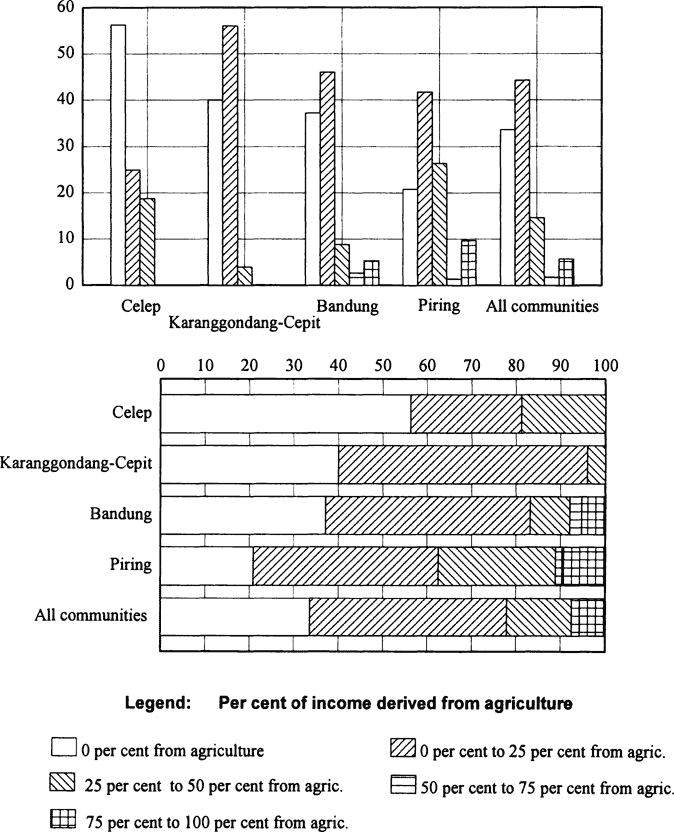 60
50
40
30
20
10
0
Celep
Karanggondang-Cepit
Bandung
Piring
All communities
0 10 20 30 40 50 60 70 80 90 100
Celep
Karanggondang-Cepit
Bandung
Piring
All communities
Legend: Per cent of income derived from agriculture
0 per cent from agriculture
0 per cent to 25 per cent from agric.
25 per cent to 50 per cent from agric.
50 per cent to 75 per cent from agric.
75 per cent to 100 per cent from agric.